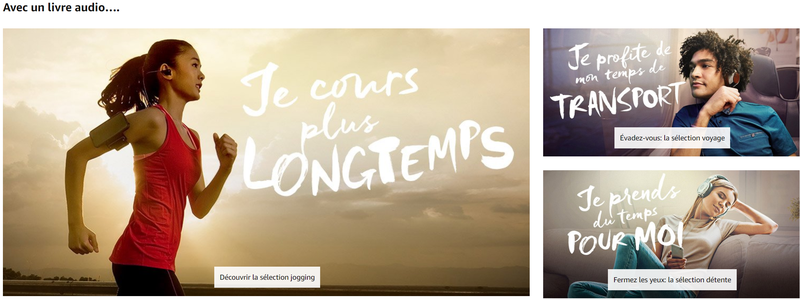 Avec un livre audio....
Je cours
plus
LONGTEMPS
Découvrir la sélection jogging
Je profite de
mon temps de
TRANSPORT
Évadez-vous: la sélection voyage
Je prends
du temps
POUR MOI
Fermez les yeux: la sélection détente